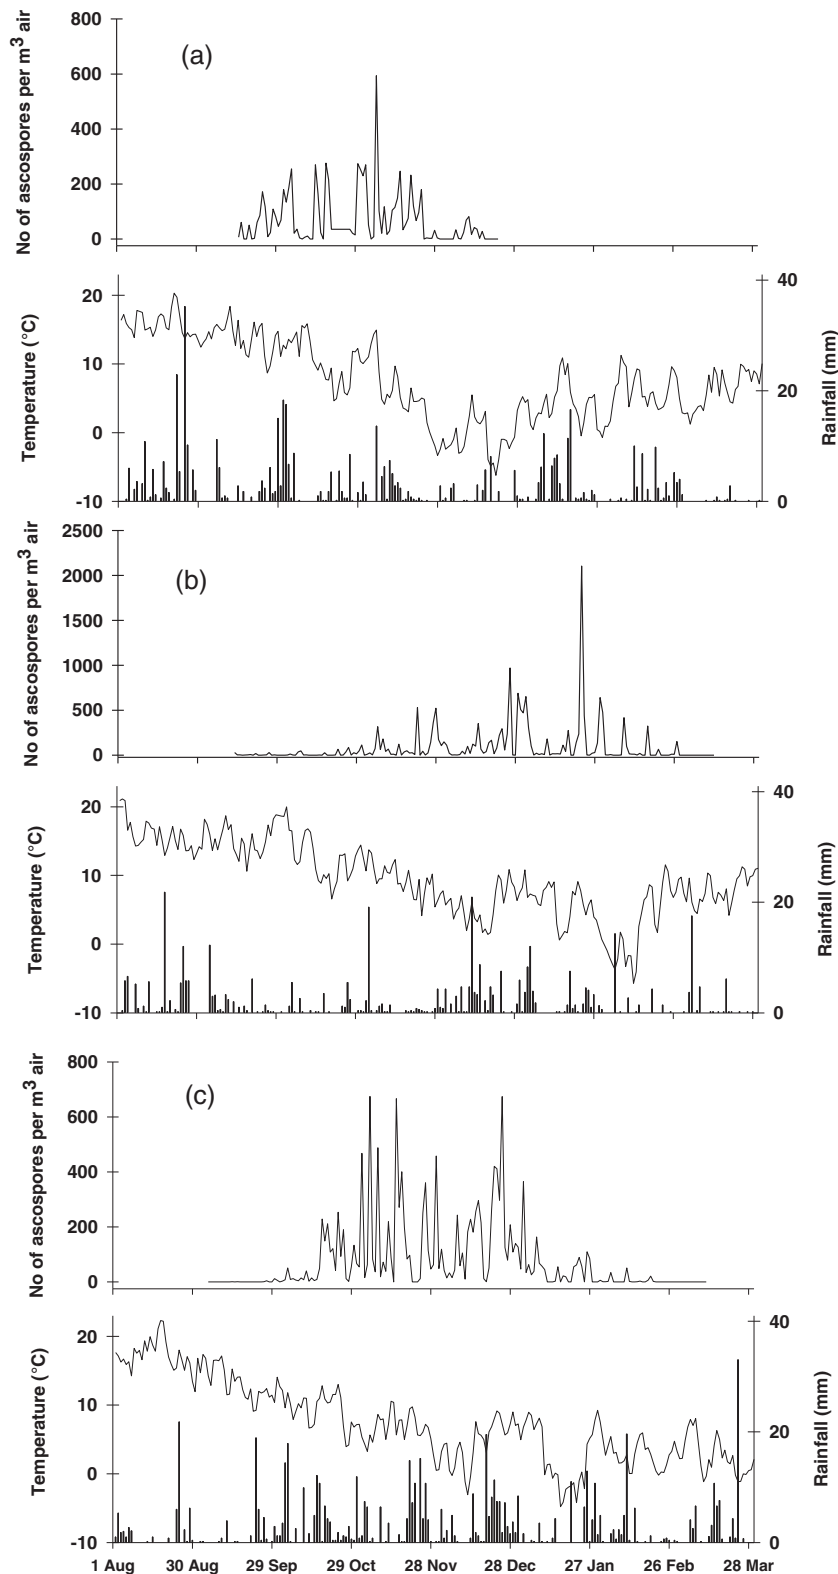 800
(a)
600
400
200
0
No of ascospores per m³ air
20
10
0
-10
Temperature (°C)
40
20
0
Rainfall (mm)
2500
2000
(b)
1500
1000
500
0
No of ascospores per m³ air
20
10
0
-10
Temperature (°C)
40
20
0
Rainfall (mm)
800
(c)
600
400
200
0
No of ascospores per m³ air
20
10
0
-10
Temperature (°C)
40
20
0
Rainfall (mm)
1 Aug 30 Aug 29 Sep 29 Oct 28 Nov 28 Dec 27 Jan 26 Feb 28 Mar